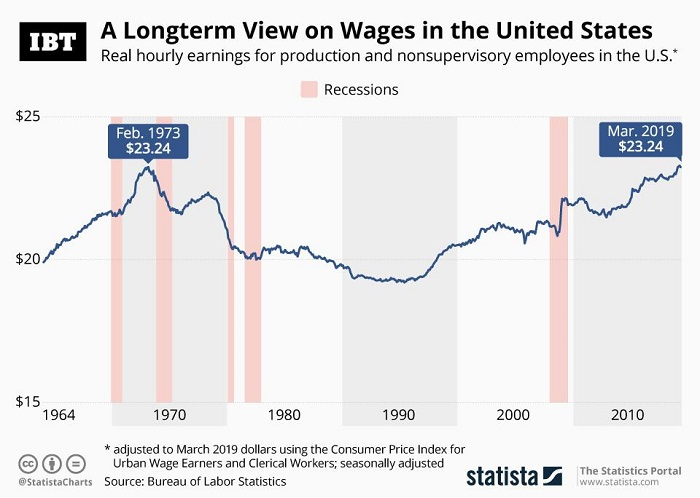 IBT
A Longterm View on Wages in the United States
Real hourly earnings for production and nonsupervisory employees in the U.S.*
Recessions
$25
Feb. 1973
$23.24
Mar. 2019
$23.24
$20
$15
1964 1970 1980 1990 2000 2010
* adjusted to March 2019 dollars using the Consumer Price Index for
Urban Wage Earners and Clerical Workers; seasonally adjusted
Source: Bureau of Labor Statistics
cc
@StatistaCharts
statista
The Statistics Portal
www.statista.com